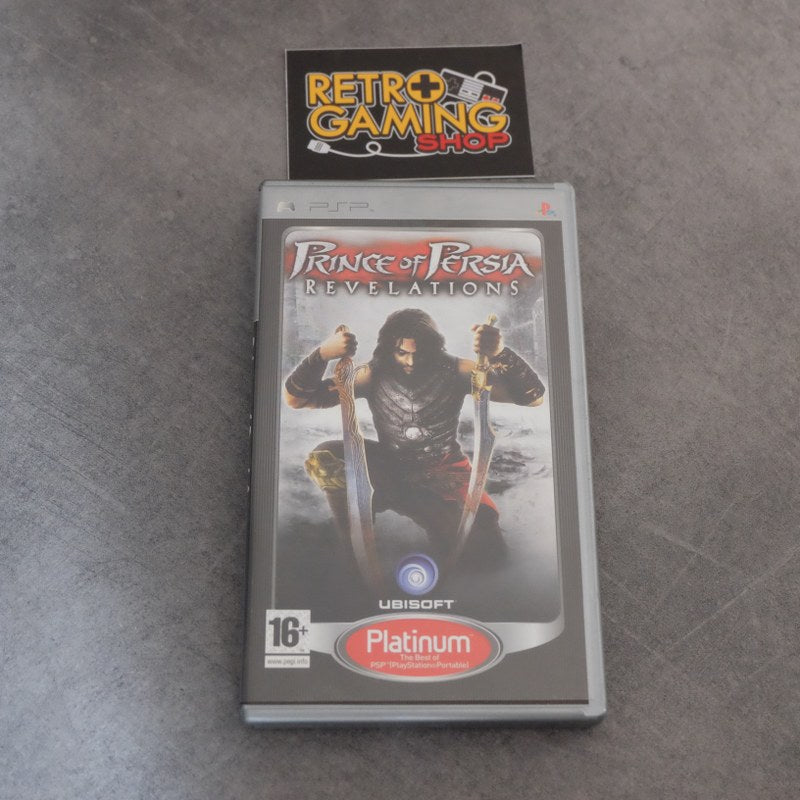 RETRO
GAMING
SHOP
PSP
PRINCE OF PERSIA
REVELATIONS
UBISOFT
16+
www.pegi.info
Platinum
The Best of
PSP™ (PlayStation®Portable)